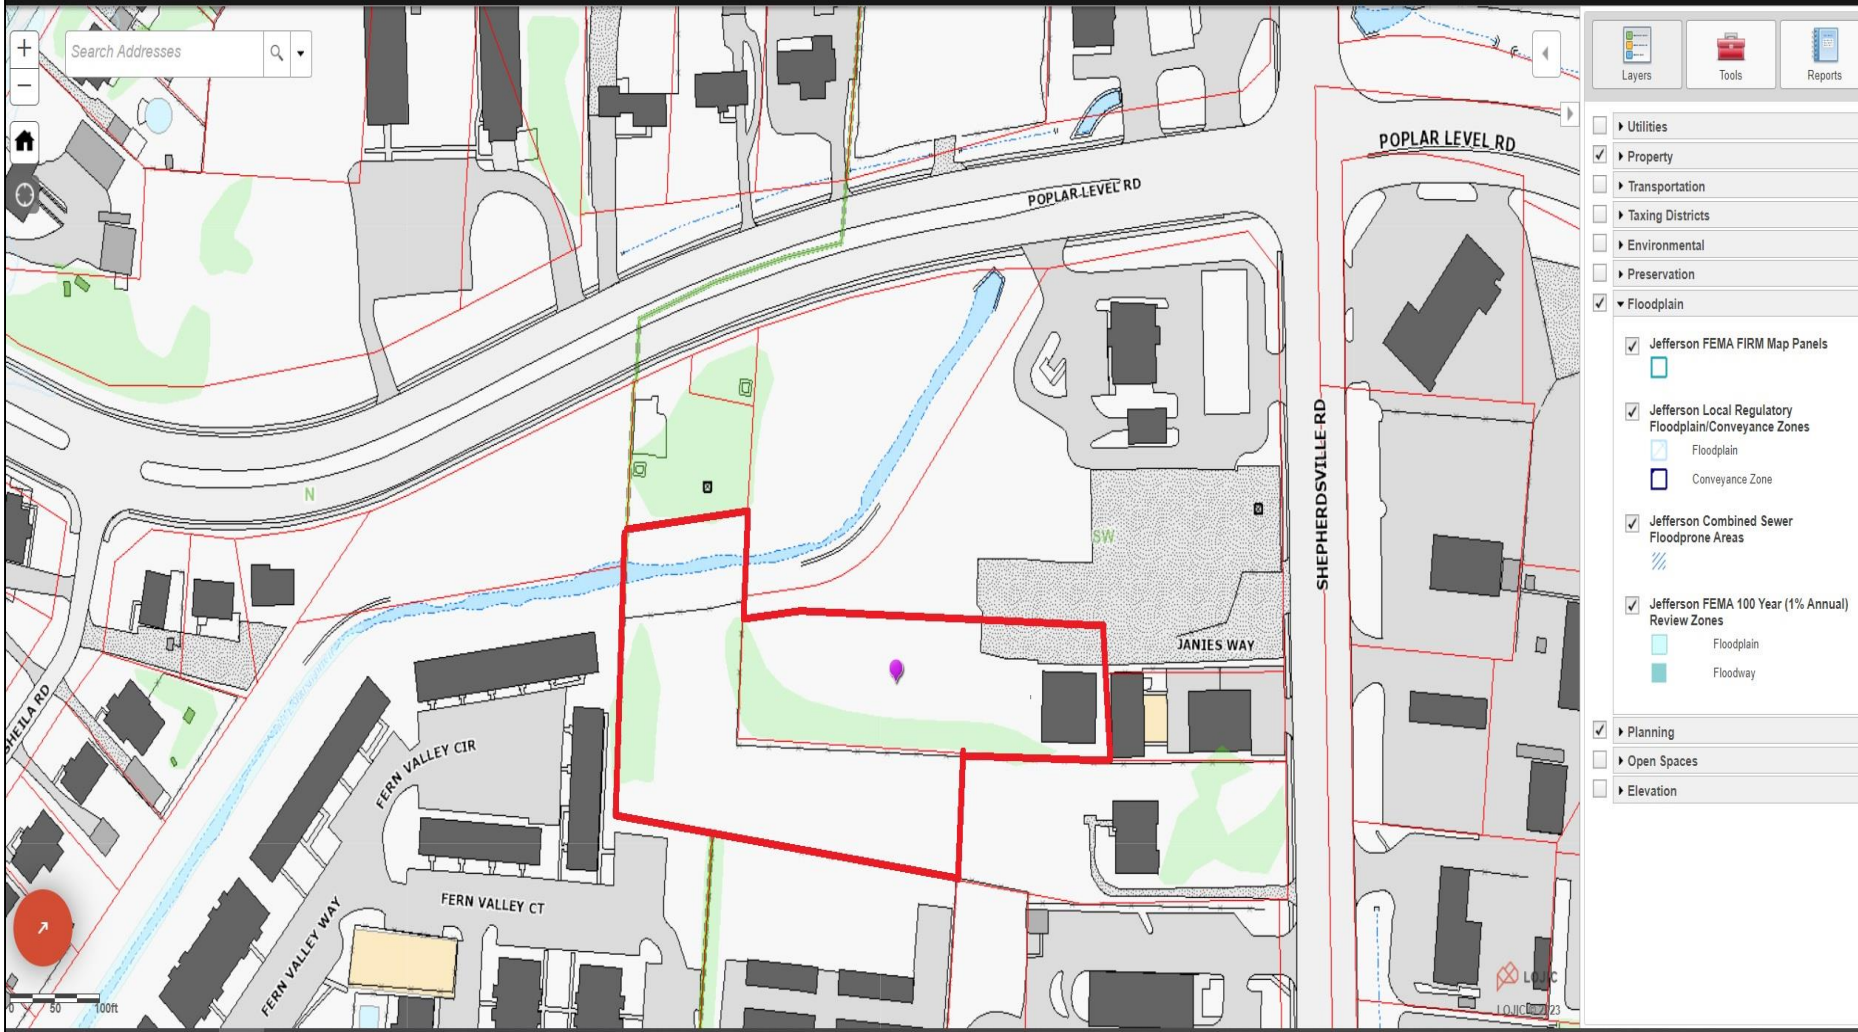 +
Search Addresses
−
Layers
Tools
Reports
Utilities
Property
Transportation
Taxing Districts
Environmental
Preservation
Floodplain
Jefferson FEMA FIRM Map Panels
Jefferson Local Regulatory
Floodplain/Conveyance Zones
Floodplain
Conveyance Zone
Jefferson Combined Sewer
Floodprone Areas
Jefferson FEMA 100 Year (1% Annual)
Review Zones
Floodplain
Floodway
Planning
Open Spaces
Elevation
POPLAR LEVEL RD
POPLAR LEVEL RD
SHEPHERDSVILLE RD
N
SW
JANIES WAY
SHEILA RD
FERN VALLEY CIR
FERN VALLEY CT
FERN VALLEY WAY
0 50 100ft
LOJIC